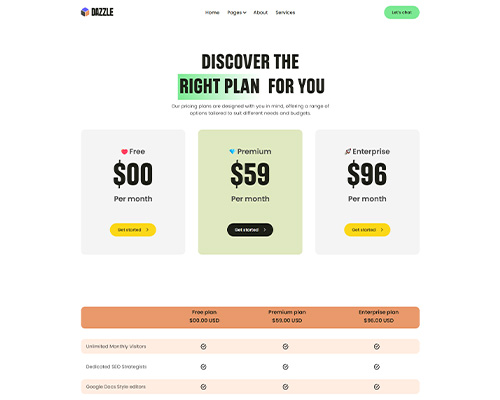 DAZZLE
Home Pages About Services
Let's chat
DISCOVER THE
RIGHT PLAN FOR YOU
Our pricing plans are designed with you in mind, offering a range of
options tailored to suit different needs and budgets.
Free
$00
Per month
Get started
Premium
$59
Per month
Get started
Enterprise
$96
Per month
Get started
Free plan Premium plan Enterprise plan
$00.00 USD $59.00 USD $96.00 USD
Unlimited Monthly visitors
Dedicated SEO Strategists
Google Docs Style editors